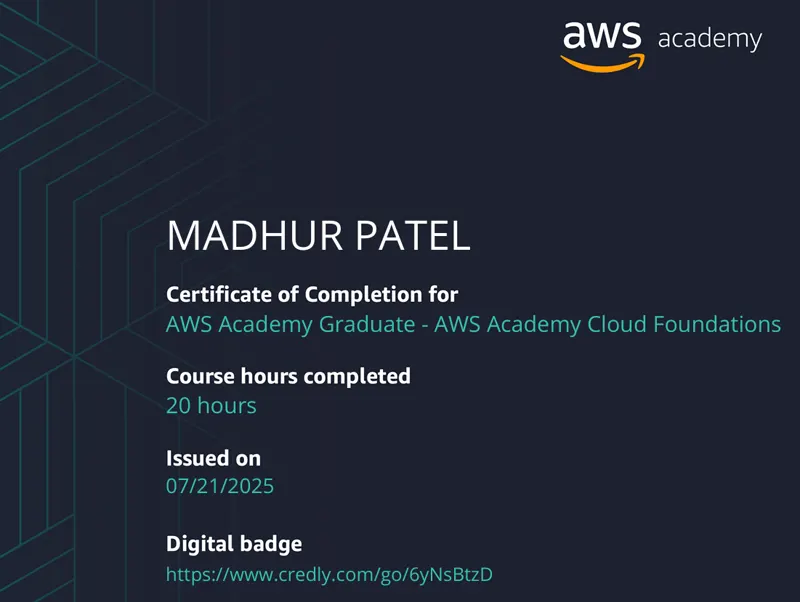 aws academy
MADHUR PATEL
Certificate of Completion for
AWS Academy Graduate - AWS Academy Cloud Foundations
Course hours completed
20 hours
Issued on
07/21/2025
Digital badge
https://www.credly.com/go/6yNsBtzD